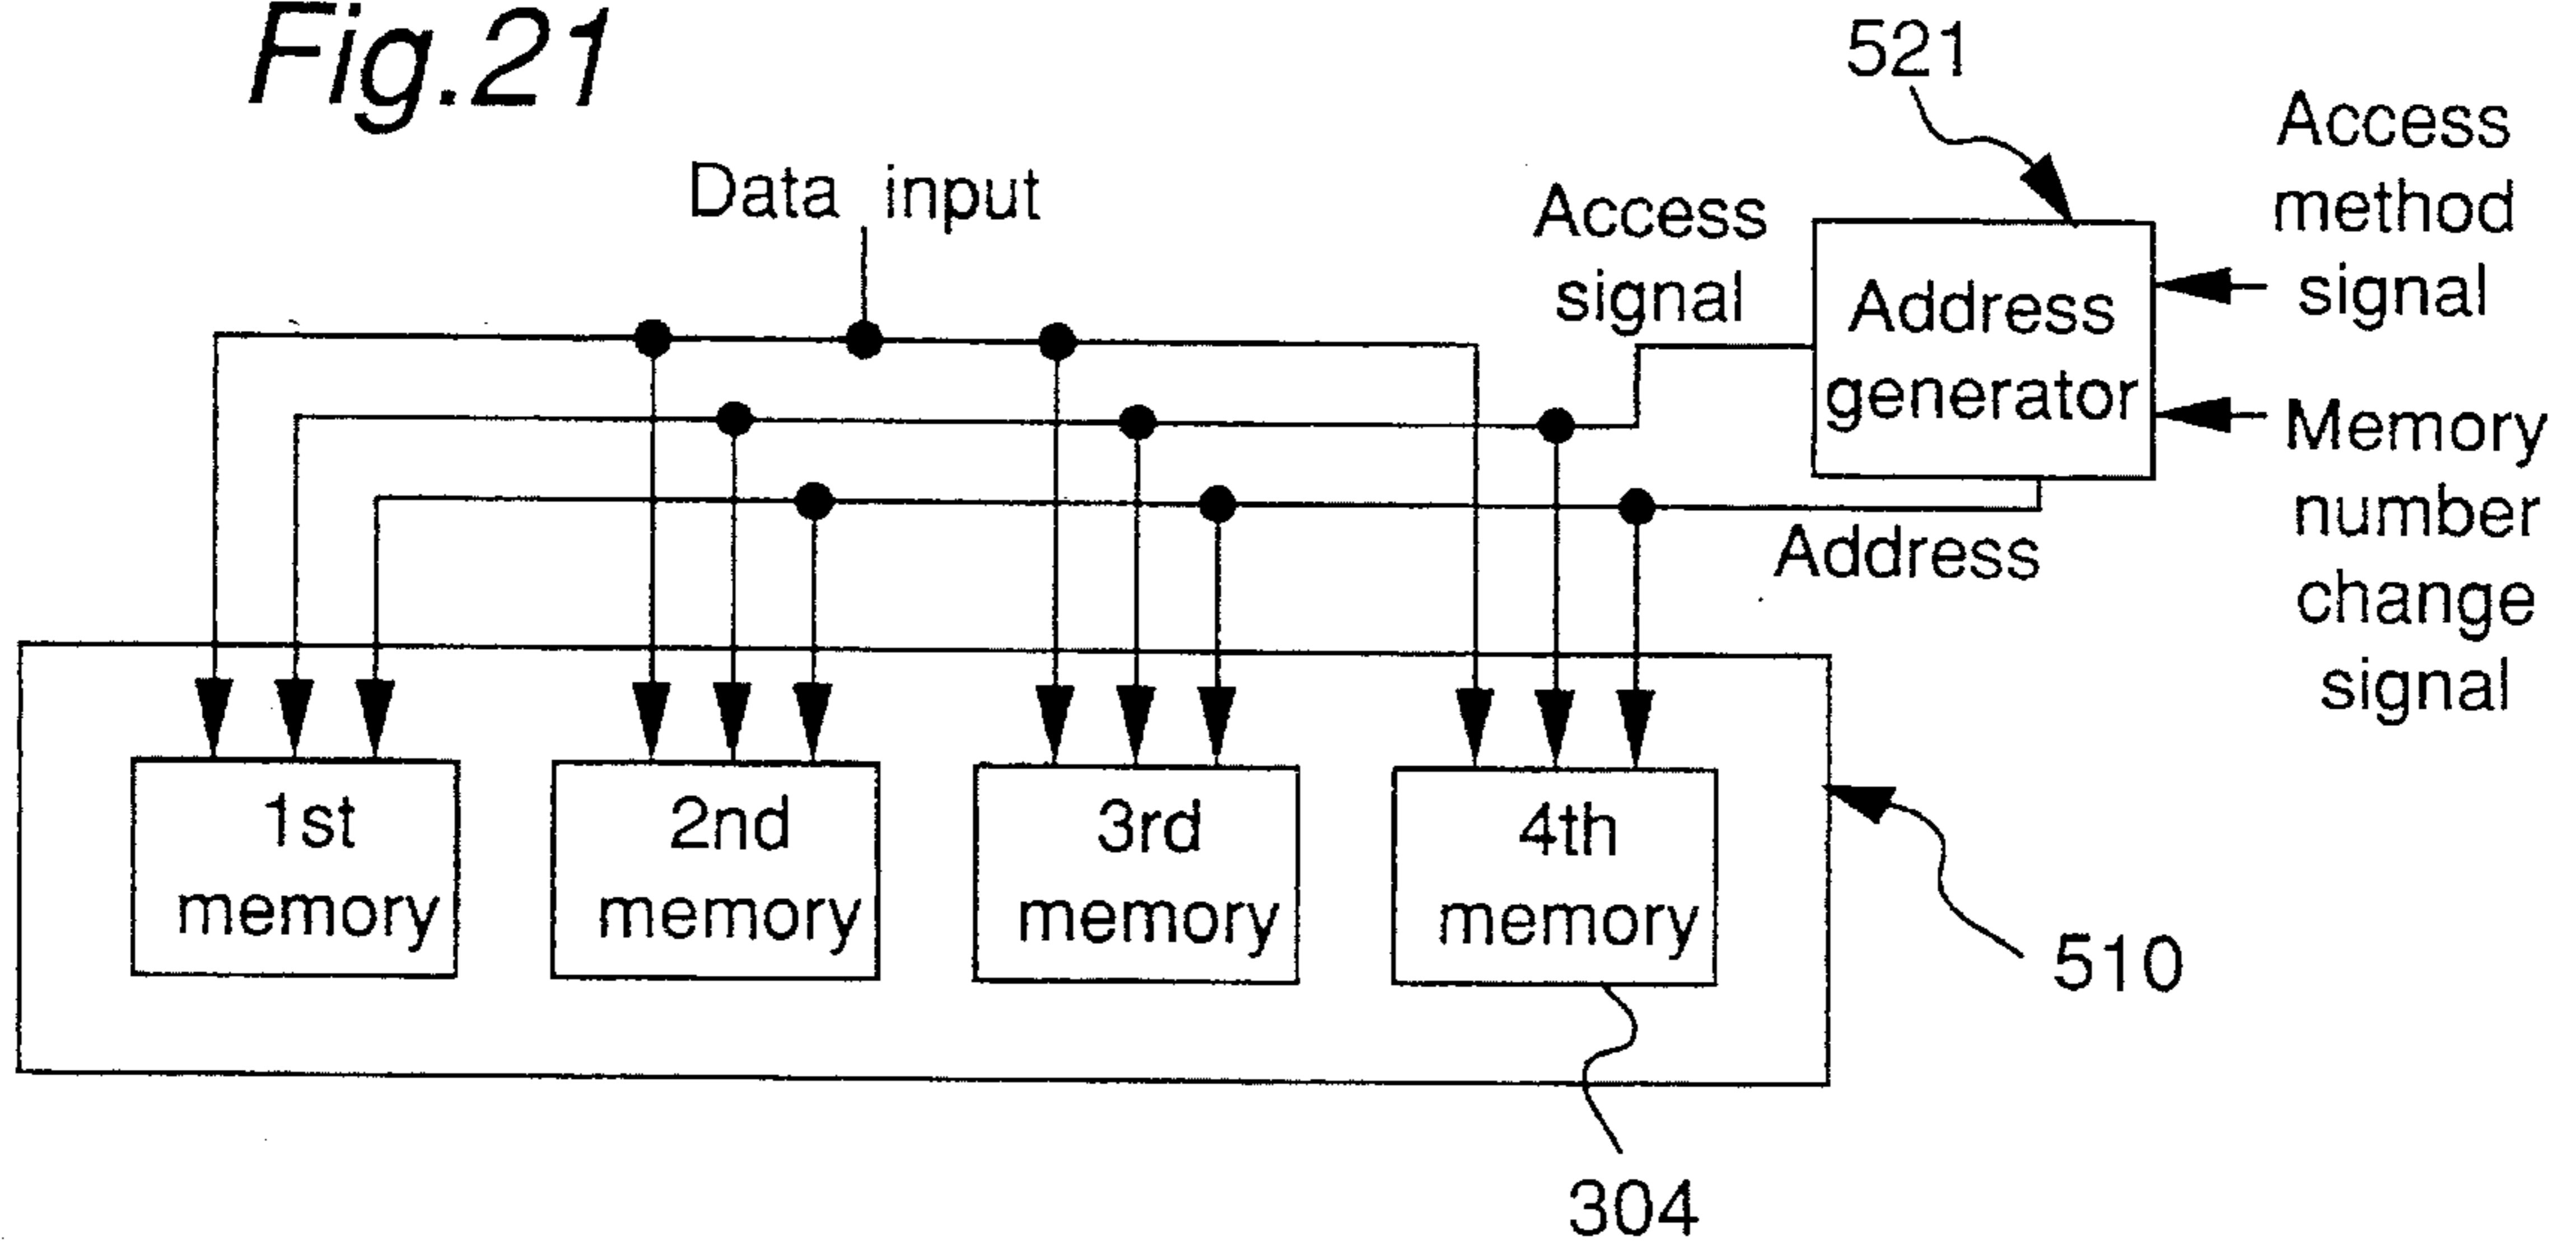 Fig.21
521
Access
method
signal
Data input
Access
signal
Address
generator
Memory
number
change
signal
Address
1st
memory
2nd
memory
3rd
memory
4th
memory
510
304